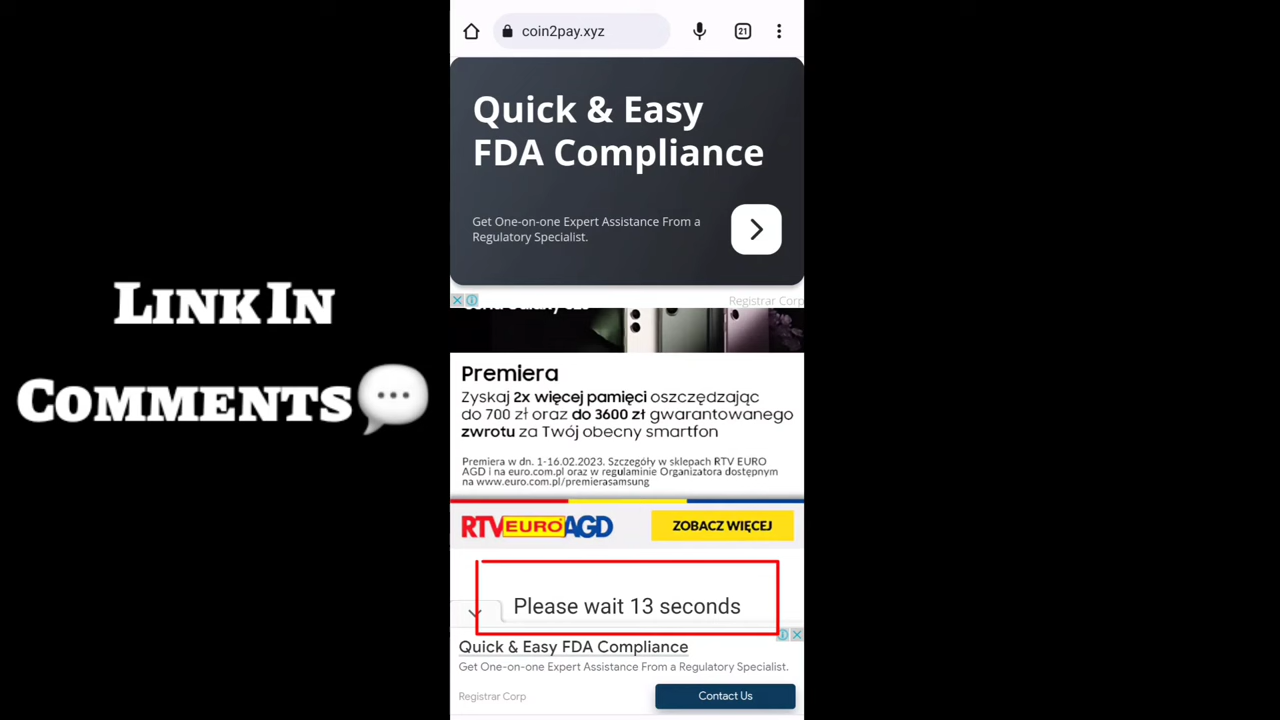 coin2pay.xyz
21
Quick & Easy
FDA Compliance
Get One-on-one Expert Assistance From a
Regulatory Specialist.
Registrar Corp
LINK IN
COMMENTS
Premiera
Zyskaj 2x więcej pamięci oszczędzając
do 700 zł oraz do 3600 zł gwarantowanego
zwrotu za Twój obecny smartfon
Premiera w dn. 1-16.02.2023. Szczegóły w sklepach RTV EURO
AGD i na euro.com.pl oraz w regulaminie Organizatora dostępnym
na www.euro.com.pl/premierasamsung
RTV EURO AGD
ZOBACZ WIĘCEJ
Please wait 13 seconds
Quick & Easy FDA Compliance
Get One-on-one Expert Assistance From a Regulatory Specialist.
Registrar Corp
Contact Us